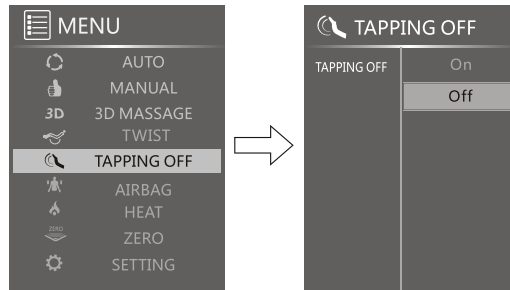 MENU
AUTO
MANUAL
3D 3D MASSAGE
TWIST
TAPPING OFF
AIRBAG
HEAT
ZERO ZERO
SETTING
TAPPING OFF
TAPPING OFF On
Off